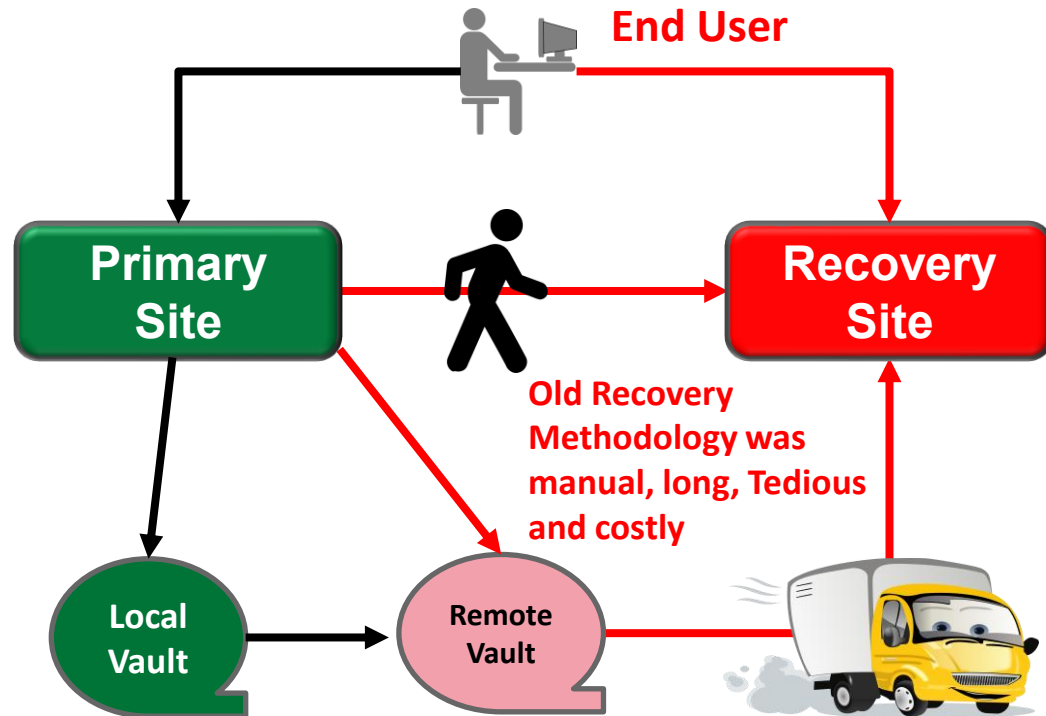 End User
Primary
Site
Recovery
Site
Old Recovery
Methodology was
manual, long, Tedious
and costly
Local
Vault
Remote
Vault